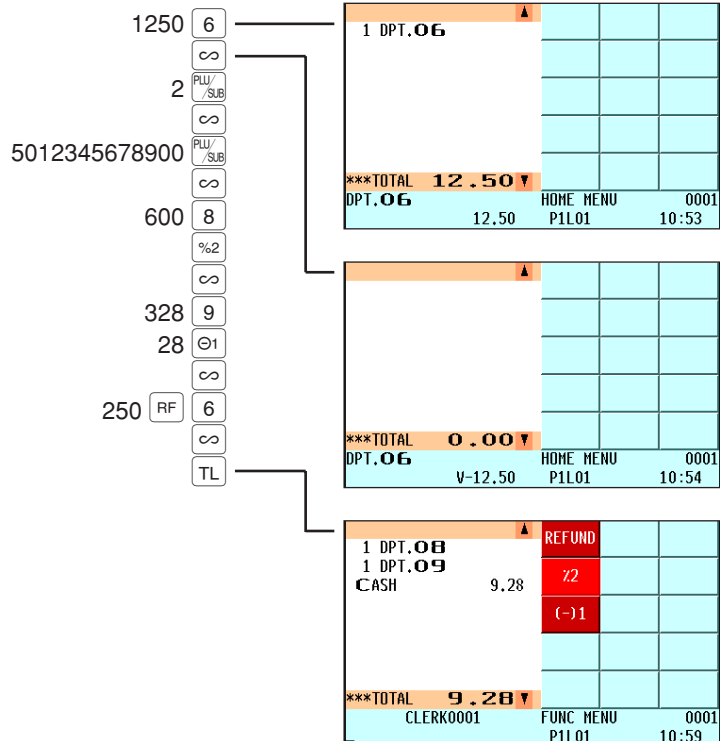 1250 6
∽
2 PLU/SUB
∽
5012345678900 PLU/SUB
∽
600 8
%2
∽
328 9
28 ⊖1
∽
250 RF 6
∽
TL
▲
1 DPT.06
***TOTAL 12.50 ▼
DPT.06 HOME MENU 0001
12.50 P1L01 10:53
▲
***TOTAL 0.00 ▼
DPT.06 HOME MENU 0001
V-12.50 P1L01 10:54
▲ REFUND
1 DPT.08
1 DPT.09
CASH 9.28
%2
(-)1
***TOTAL 9.28 ▼
CLERK0001 FUNC MENU 0001
P1L01 10:59